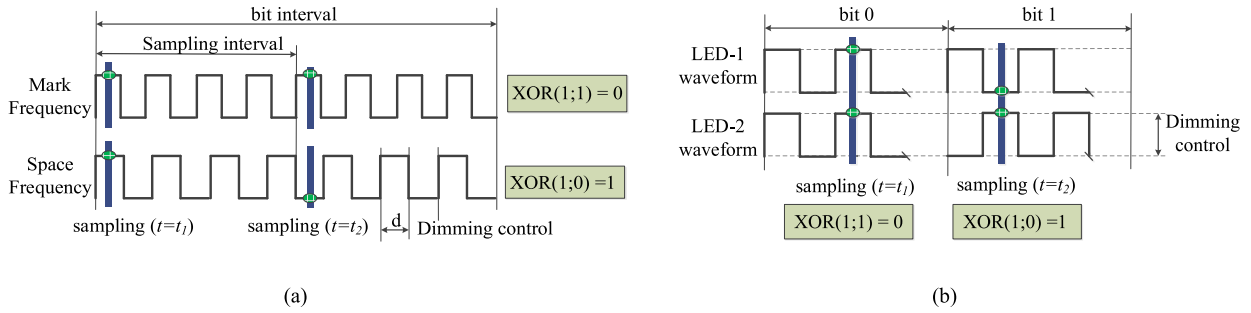 bit interval
Sampling interval
Mark
Frequency
XOR(1;1) = 0
Space
Frequency
XOR(1;0) =1
sampling (t=t1)
sampling (t=t2)
d
Dimming control
(a)
bit 0
bit 1
LED-1
waveform
LED-2
waveform
Dimming
control
sampling (t=t1)
sampling (t=t2)
XOR(1;1) = 0
XOR(1;0) =1
(b)